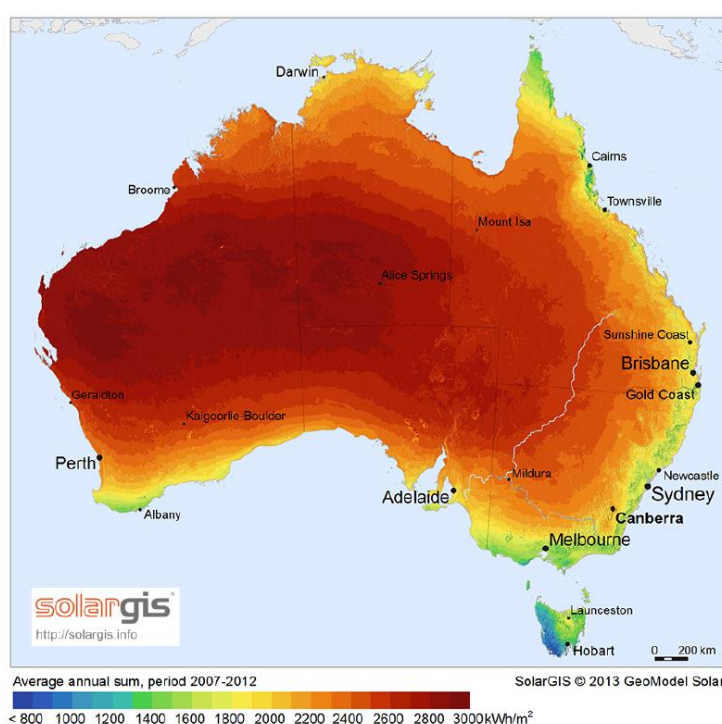 Darwin
Cairns
Broome
Townsville
Mount Isa
Alice Springs
Sunshine Coast
Brisbane
Gold Coast
Geraldton
Kalgoorlie-Boulder
Perth
Mildura
Newcastle
Adelaide
Sydney
Albany
Canberra
Melbourne
solargis
http://solargis.info
Launceston
Hobart
0 200 km
Average annual sum, period 2007-2012
SolarGIS © 2013 GeoModel Solar
< 800 1000 1200 1400 1600 1800 2000 2200 2400 2600 2800 3000 kWh/m²